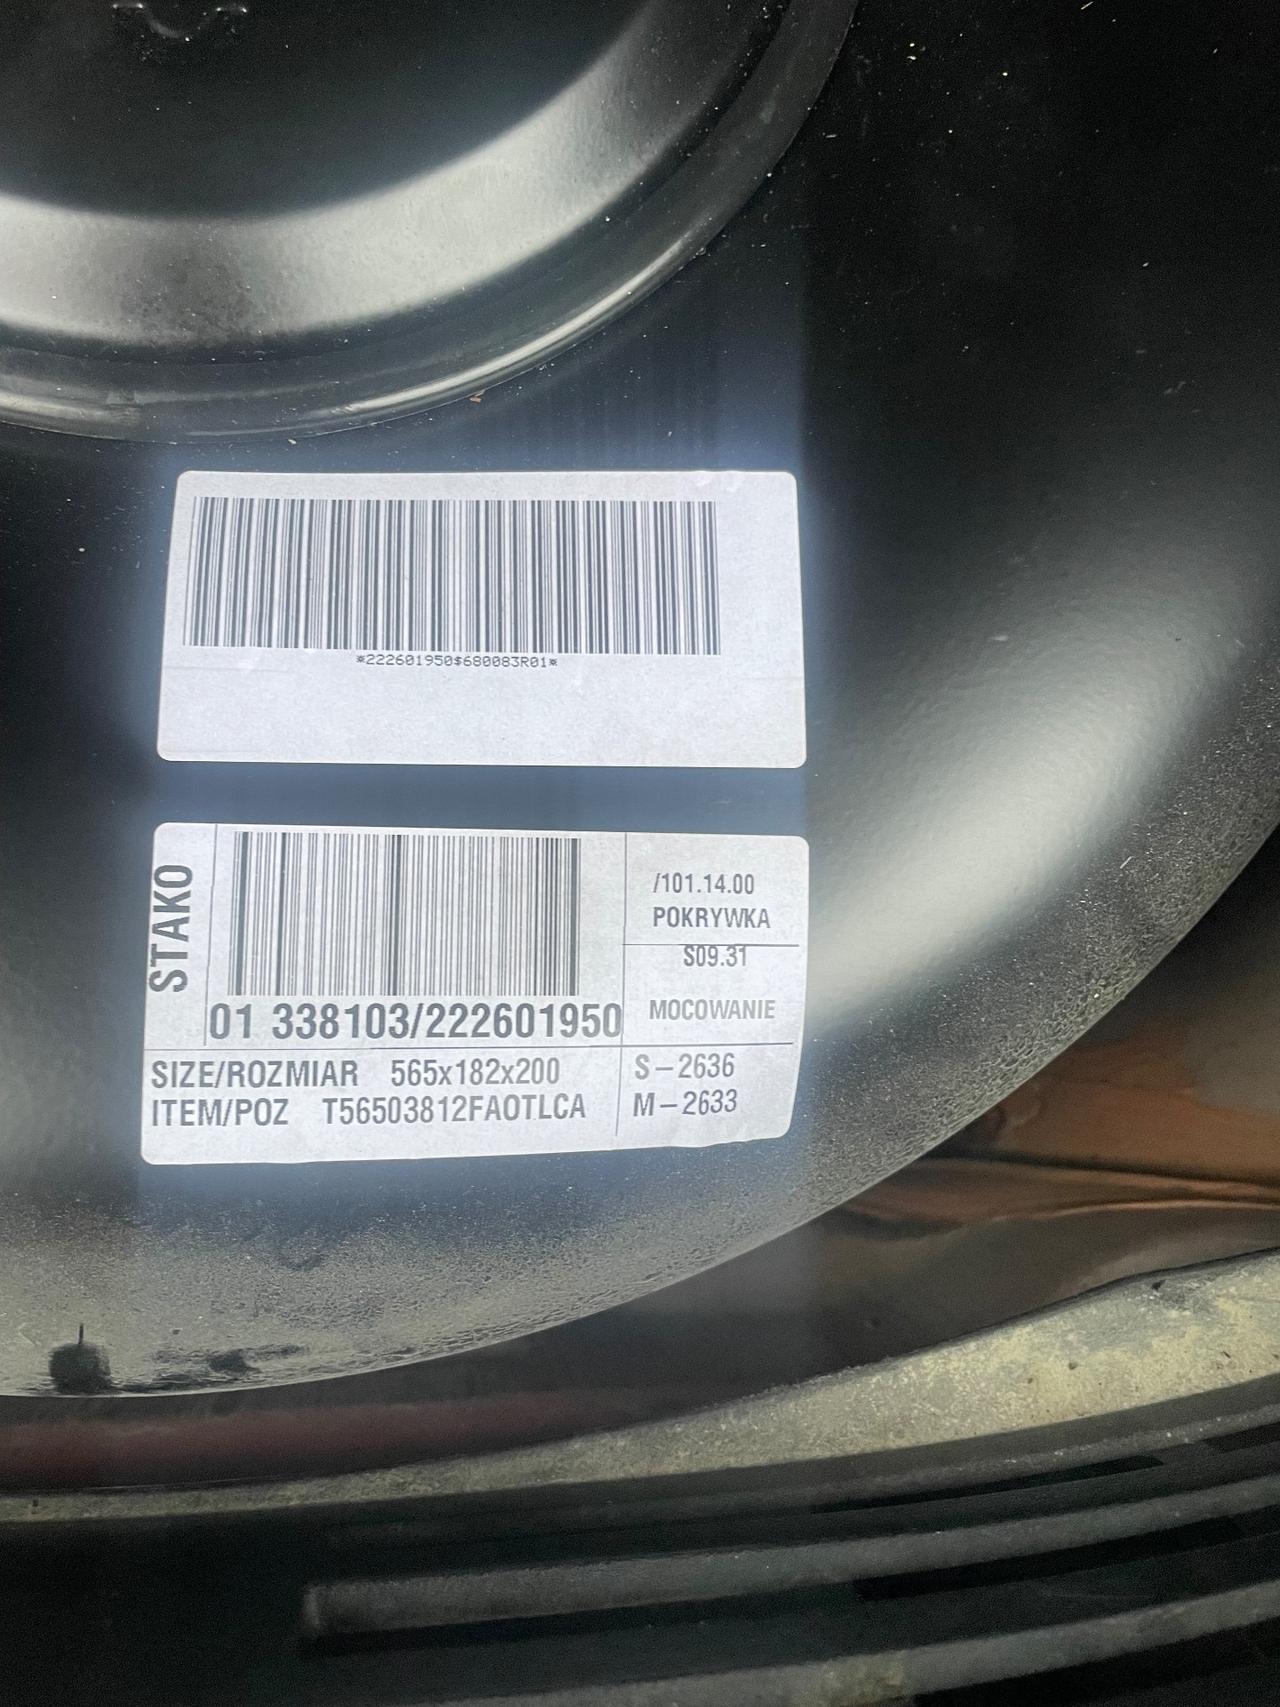 *222601950$680083R01*
STAKO
01 338103/222601950
/101.14.00
POKRYWKA
S09.31
MOCOWANIE
SIZE/ROZMIAR 565x182x200
ITEM/POZ T56503812FAOTLCA
S-2636
M-2633